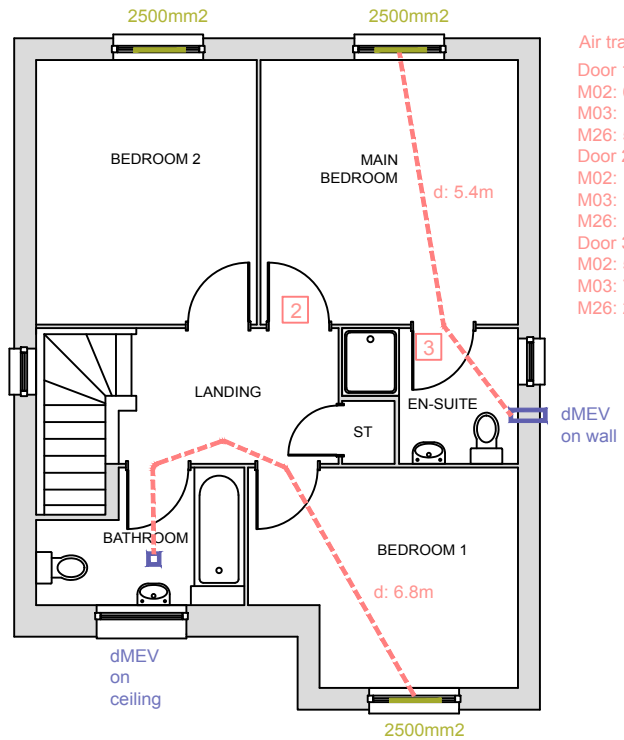 2500mm2
2500mm2
Air
Door
M02:
M03:
M26:
Door
M02:
M03:
M26:
Door 3
M02:
M03:
M26:
BEDROOM 2
MAIN
BEDROOM
d: 5.4m
2
3
LANDING
EN-SUITE
ST
dMEV
on wall
BATHROOM
BEDROOM 1
d: 6.8m
dMEV
on
ceiling
2500mm2